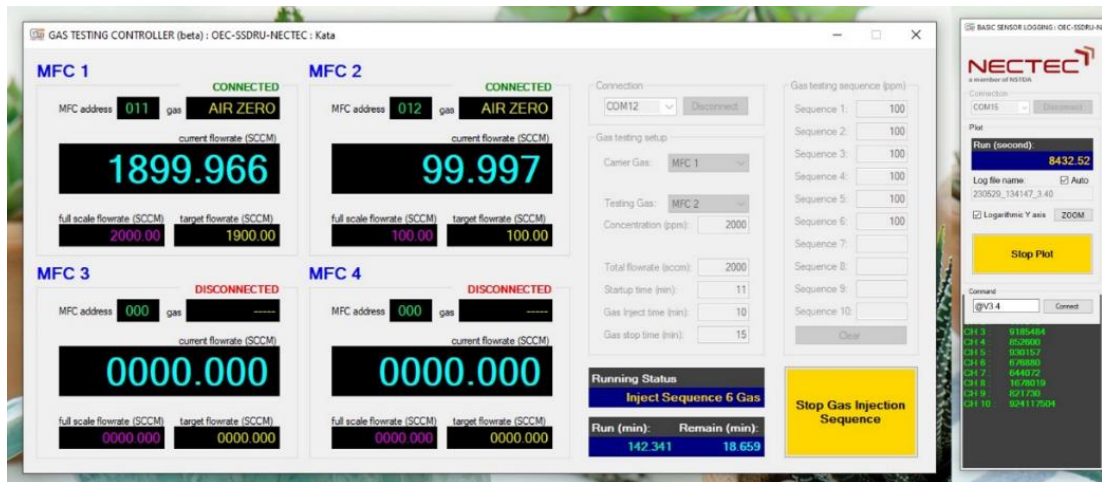 GAS TESTING CONTROLLER (beta) : OEC-SSDRU-NECTEC : Kata
MFC 1
CONNECTED
MFC address 011 gas AIR ZERO
current flowrate (SCCM)
1899.966
full scale flowrate (SCCM) target flowrate (SCCM)
2000.00 1900.00
MFC 2
CONNECTED
MFC address 012 gas AIR ZERO
current flowrate (SCCM)
99.997
full scale flowrate (SCCM) target flowrate (SCCM)
100.00 100.00
MFC 3
DISCONNECTED
MFC address 000 gas -----
current flowrate (SCCM)
0000.000
full scale flowrate (SCCM) target flowrate (SCCM)
0000.000 0000.000
MFC 4
DISCONNECTED
MFC address 000 gas -----
current flowrate (SCCM)
0000.000
full scale flowrate (SCCM) target flowrate (SCCM)
0000.000 0000.000
Connection
COM12 Disconnect
Gas testing setup
Carrier Gas: MFC 1
Testing Gas: MFC 2
Concentration (ppm): 2000
Total flowrate (sccm): 2000
Startup time (min): 11
Gas Inject time (min): 10
Gas stop time (min): 15
Running Status
Inject Sequence 6 Gas
Run (min): Remain (min):
142.341 18.659
Gas testing sequence (ppm)
Sequence 1: 100
Sequence 2: 100
Sequence 3: 100
Sequence 4: 100
Sequence 5: 100
Sequence 6: 100
Sequence 7:
Sequence 8:
Sequence 9:
Sequence 10:
Clear
Stop Gas Injection
Sequence
BASIC SENSOR LOGGING : OEC-SSDRU-N
NECTEC
a member of NSTDA
Connection
COM15 Disconnect
Plot
Run (second):
8432.52
Log file name: Auto
230529_134147_3.40
Logarithmic Y axis ZOOM
Stop Plot
Command
@V3.4 Connect
CH 3 : 9185484
CH 4 : 852600
CH 5 : 930157
CH 6 : 676880
CH 7 : 644072
CH 8 : 1678019
CH 9 : 821730
CH 10 : 924117504